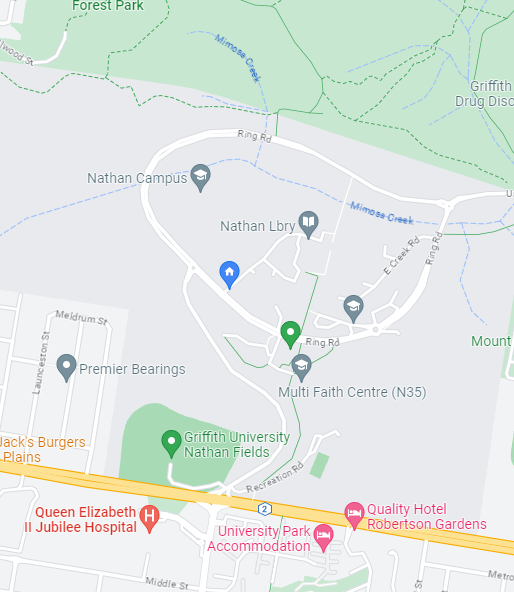 Forest Park
lwood St
Mimosa Creek
Griffith
Drug Disc
Ring Rd
Nathan Campus
U
Mimosa Creek
Nathan Lbry
Ring Rd
E Creek Rd
Meldrum St
Launceston St
Ring Rd
Mount
Premier Bearings
Multi Faith Centre (N35)
Jack's Burgers
Plains
Griffith University
Nathan Fields
Recreation Rd
2
Queen Elizabeth
II Jubilee Hospital
H
Quality Hotel
Robertson Gardens
University Park
Accommodation
Middle St
St
Metro